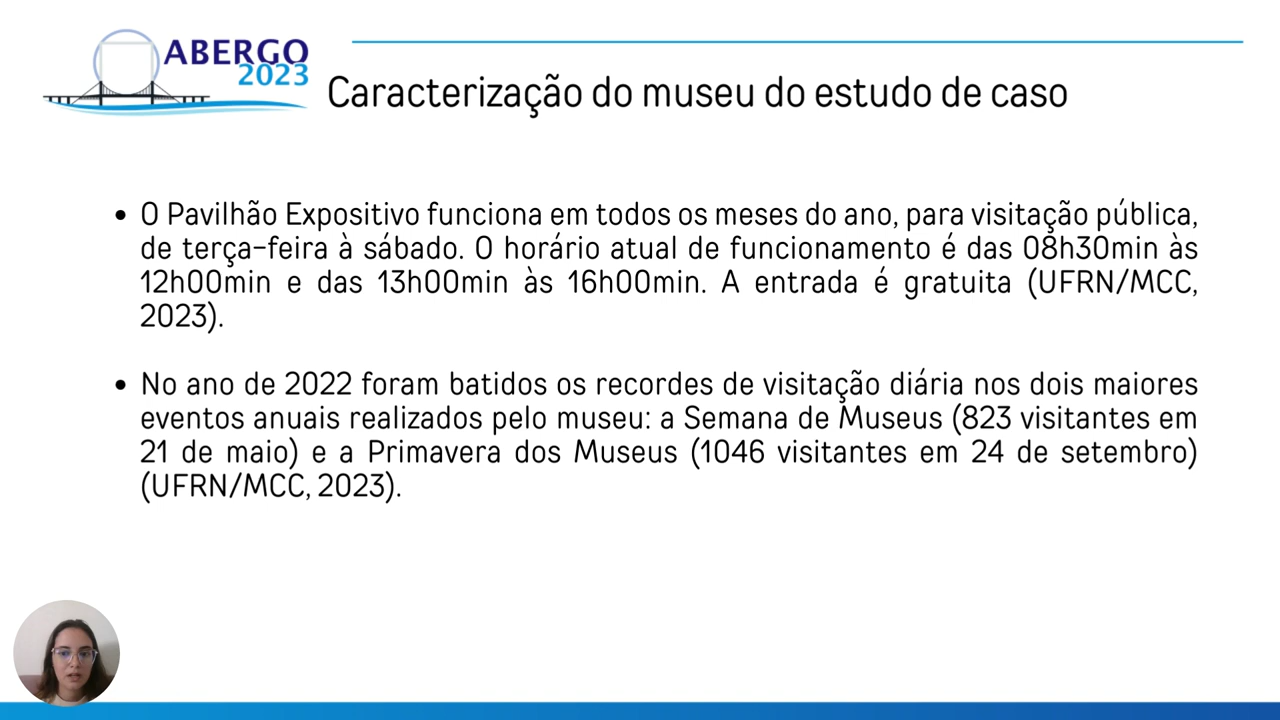 ABERGO
2023
Caracterização do museu do estudo de caso
• O Pavilhão Expositivo funciona em todos os meses do ano, para visitação pública,
de terça-feira à sábado. O horário atual de funcionamento é das 08h30min às
12h00min e das 13h00min às 16h00min. A entrada é gratuita (UFRN/MCC,
2023).
• No ano de 2022 foram batidos os recordes de visitação diária nos dois maiores
eventos anuais realizados pelo museu: a Semana de Museus (823 visitantes em
21 de maio) e a Primavera dos Museus (1046 visitantes em 24 de setembro)
(UFRN/MCC, 2023).